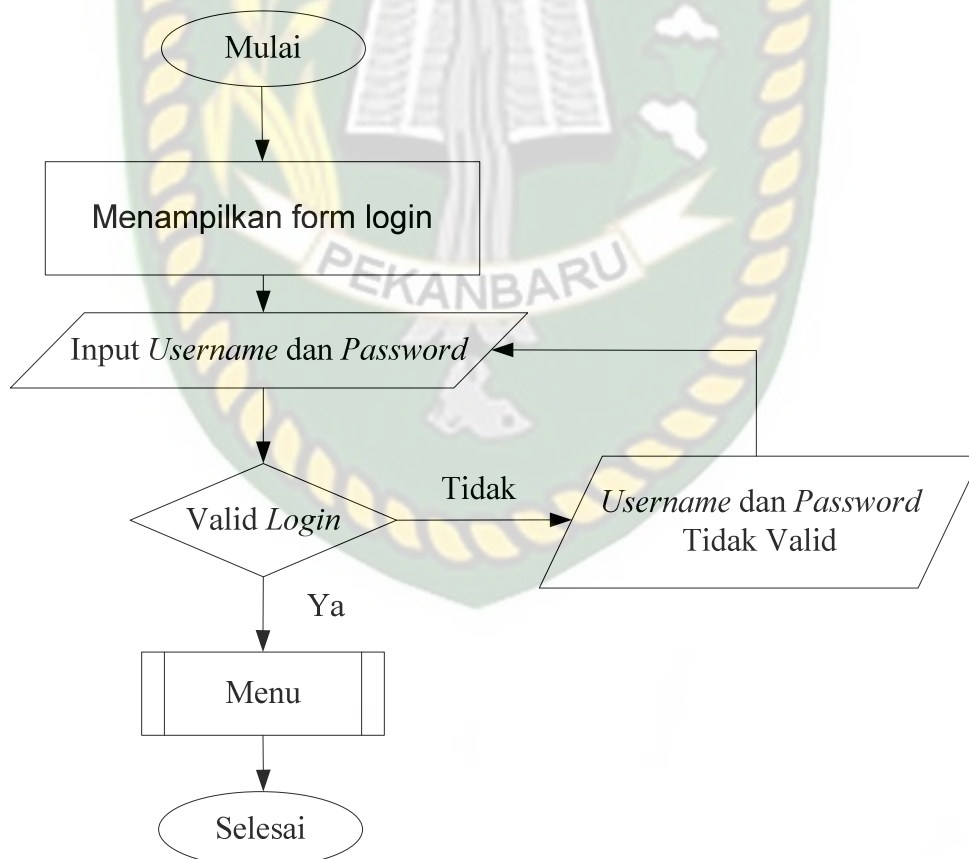 Mulai
Menampilkan form login
PEKANBARU
Input Username dan Password
Valid Login
Tidak
Username dan Password
Tidak Valid
Ya
Menu
Selesai